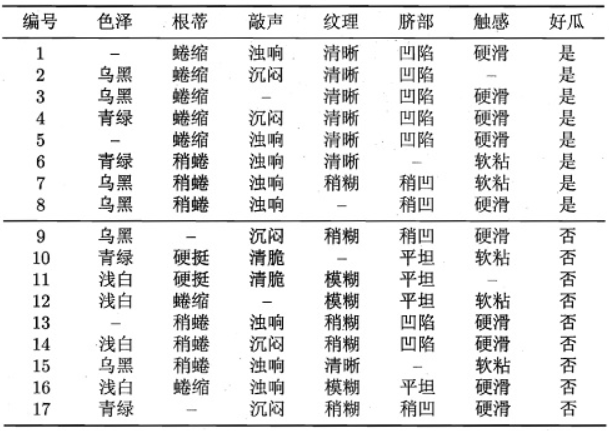 编号 色泽 根蒂 敲声 纹理 脐部 触感 好瓜
1 – 蜷缩 浊响 清晰 凹陷 硬滑 是
2 乌黑 蜷缩 沉闷 清晰 凹陷 – 是
3 乌黑 蜷缩 – 清晰 凹陷 硬滑 是
4 青绿 蜷缩 沉闷 清晰 凹陷 硬滑 是
5 – 蜷缩 浊响 清晰 凹陷 硬滑 是
6 青绿 稍蜷 浊响 清晰 – 软粘 是
7 乌黑 稍蜷 浊响 稍糊 稍凹 软粘 是
8 乌黑 稍蜷 浊响 – 稍凹 硬滑 是
9 乌黑 – 沉闷 稍糊 稍凹 硬滑 否
10 青绿 硬挺 清脆 – 平坦 软粘 否
11 浅白 硬挺 清脆 模糊 平坦 – 否
12 浅白 蜷缩 – 模糊 平坦 软粘 否
13 – 稍蜷 浊响 稍糊 凹陷 硬滑 否
14 浅白 稍蜷 沉闷 稍糊 凹陷 硬滑 否
15 乌黑 稍蜷 浊响 清晰 – 软粘 否
16 浅白 蜷缩 浊响 模糊 平坦 硬滑 否
17 青绿 – 沉闷 稍糊 稍凹 硬滑 否